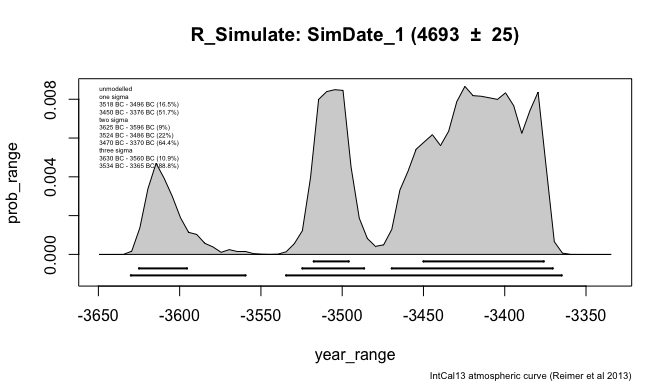 R_Simulate: SimDate_1 (4693 ± 25)
unmodelled
one sigma
3518 BC - 3496 BC (16.5%)
3450 BC - 3376 BC (51.7%)
two sigma
3625 BC - 3596 BC (9%)
3524 BC - 3486 BC (22%)
3470 BC - 3370 BC (64.4%)
three sigma
3630 BC - 3560 BC (10.9%)
3534 BC - 3365 BC (88.8%)
prob_range
0.008
0.004
0.000
-3650 -3600 -3550 -3500 -3450 -3400 -3350
year_range
IntCal13 atmospheric curve (Reimer et al 2013)